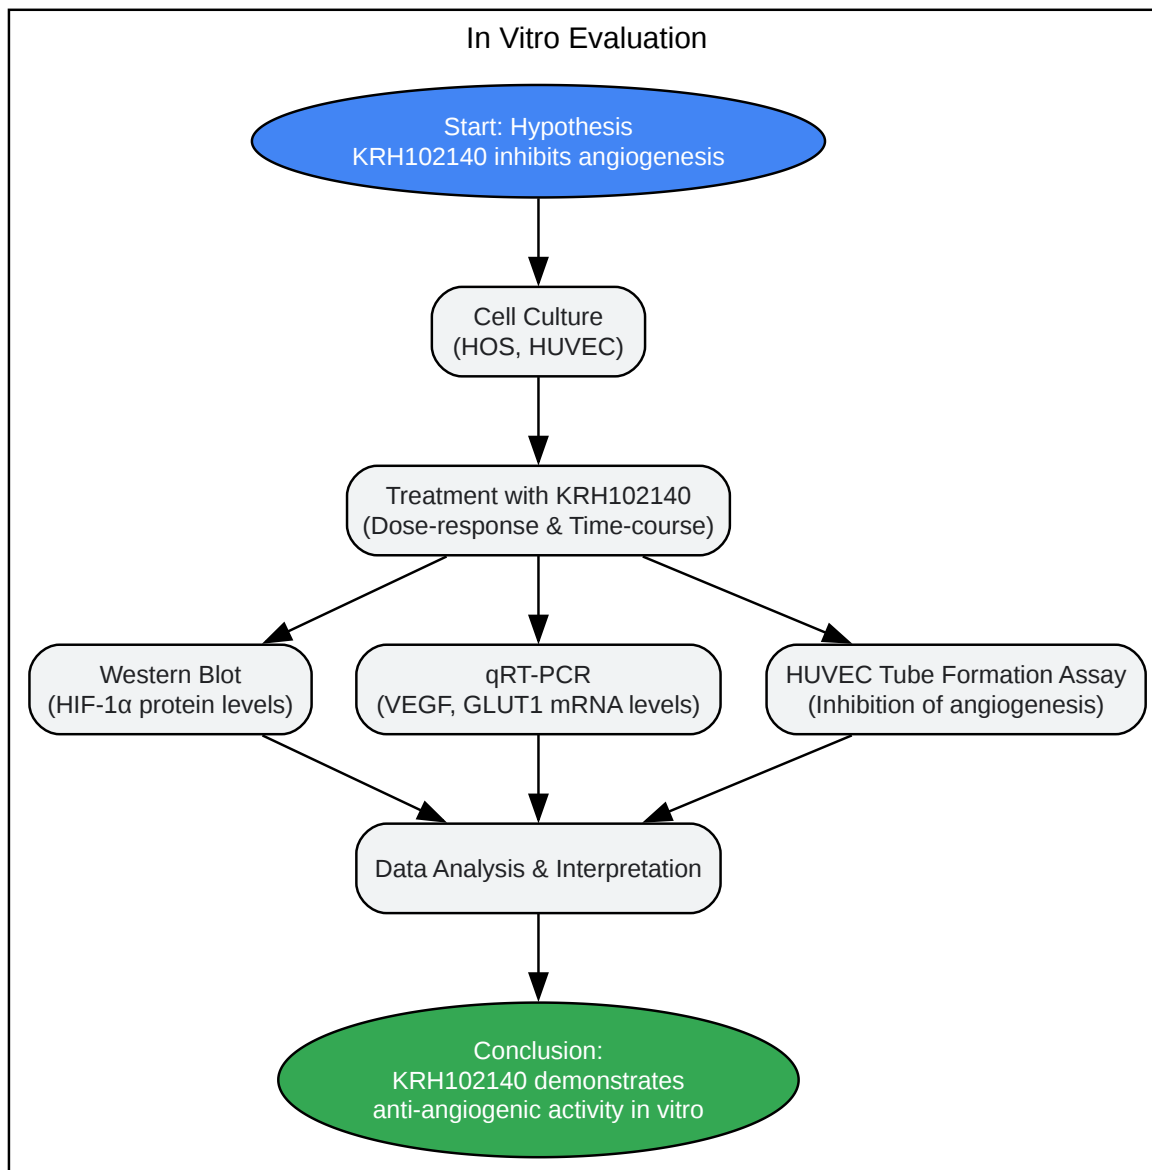 In Vitro Evaluation
Start: Hypothesis
KRH102140 inhibits angiogenesis
Cell Culture
(HOS, HUVEC)
Treatment with KRH102140
(Dose-response & Time-course)
Western Blot
(HIF-1α protein levels)
qRT-PCR
(VEGF, GLUT1 mRNA levels)
HUVEC Tube Formation Assay
(Inhibition of angiogenesis)
Data Analysis & Interpretation
Conclusion:
KRH102140 demonstrates
anti-angiogenic activity in vitro